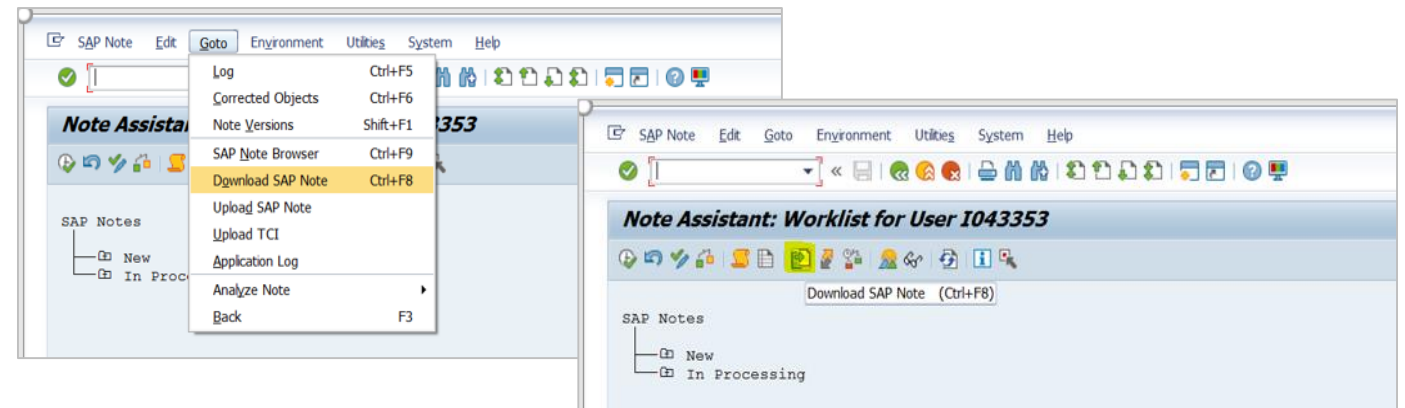 SAP Note Edit Goto Environment Utilities System Help
Log Ctrl+F5
Corrected Objects Ctrl+F6
Note Assistal 3353
Note Versions Shift+F1
SAP Note Browser Ctrl+F9
Download SAP Note Ctrl+F8
Upload SAP Note
SAP Notes
Upload TCI
New
Application Log
In Proc
Analyze Note
Back F3
SAP Note Edit Goto Environment Utilities System Help
Note Assistant: Worklist for User I043353
Download SAP Note (Ctrl+F8)
SAP Notes
New
In Processing